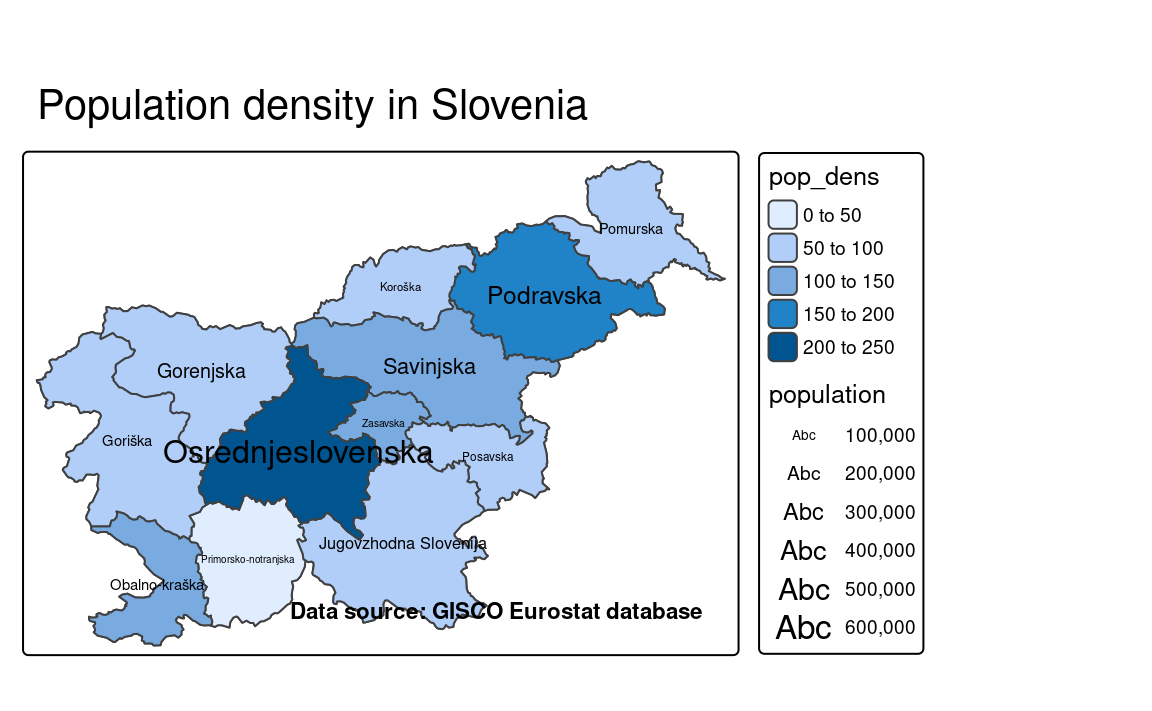 Population density in Slovenia
Pomurska
Koroška
Podravska
Gorenjska
Savinjska
Zasavska
Goriška
Osrednjeslovenska
Posavska
Jugovzhodna Slovenija
Primorsko-notranjska
Obalno-kraška
Data source: GISCO Eurostat database
pop_dens
0 to 50
50 to 100
100 to 150
150 to 200
200 to 250
population
Abc 100,000
Abc 200,000
Abc 300,000
Abc 400,000
Abc 500,000
Abc 600,000